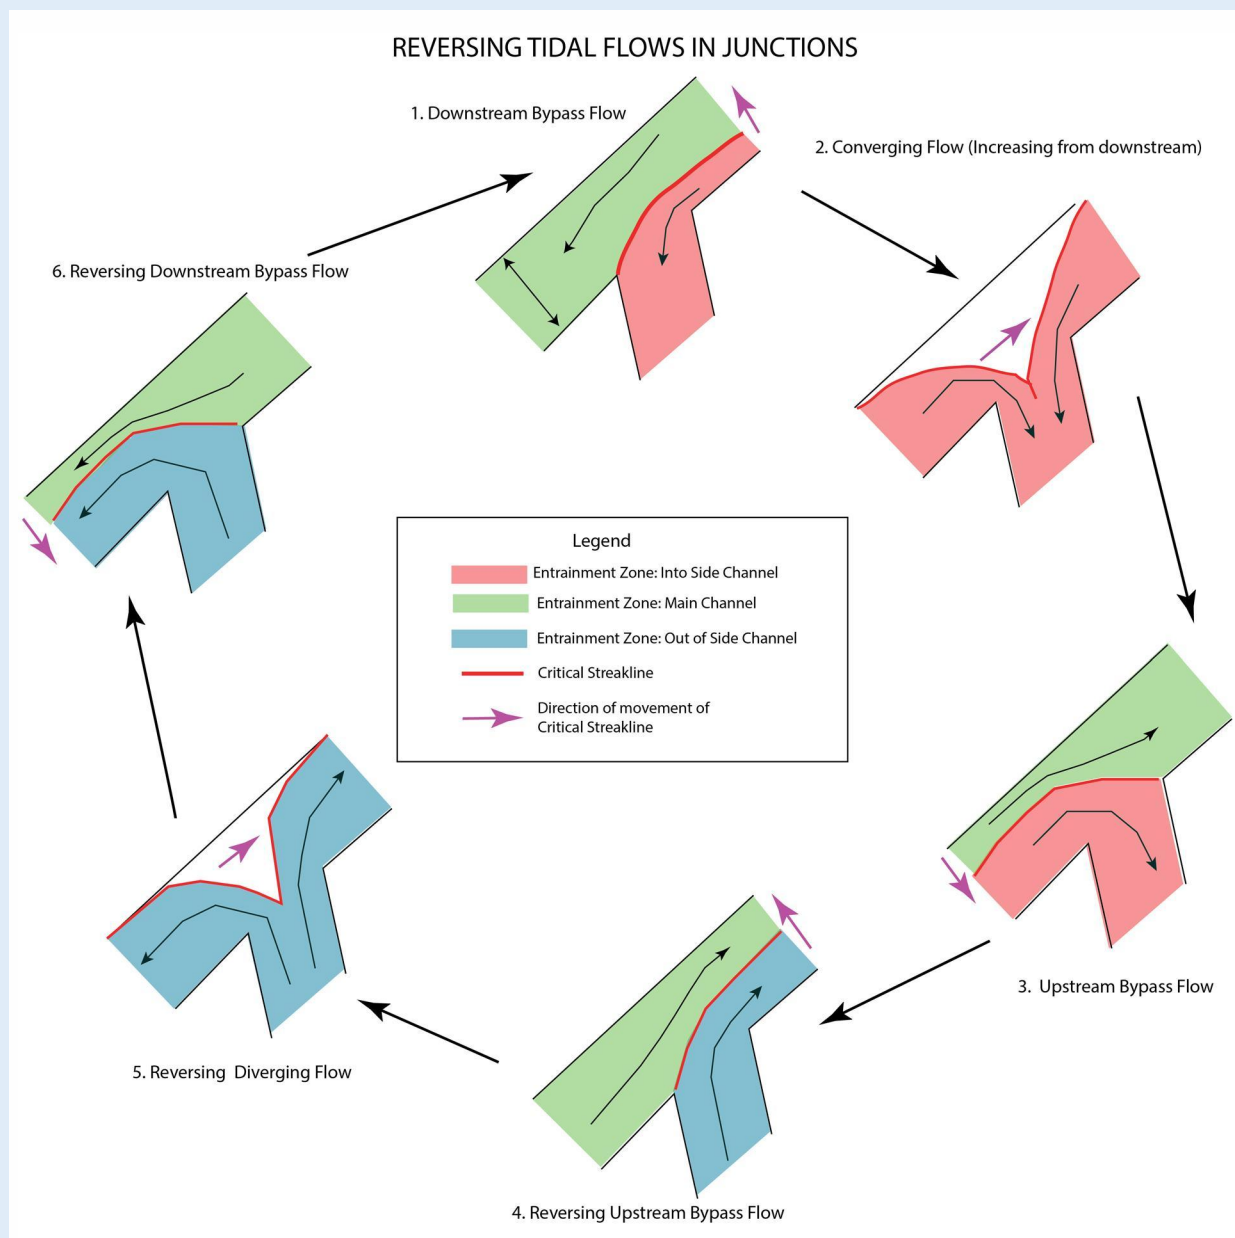 REVERSING TIDAL FLOWS IN JUNCTIONS
1. Downstream Bypass Flow
2. Converging Flow (Increasing from downstream)
6. Reversing Downstream Bypass Flow
Legend
Entrainment Zone: Into Side Channel
Entrainment Zone: Main Channel
Entrainment Zone: Out of Side Channel
Critical Streakline
Direction of movement of
Critical Streakline
3. Upstream Bypass Flow
5. Reversing Diverging Flow
4. Reversing Upstream Bypass Flow